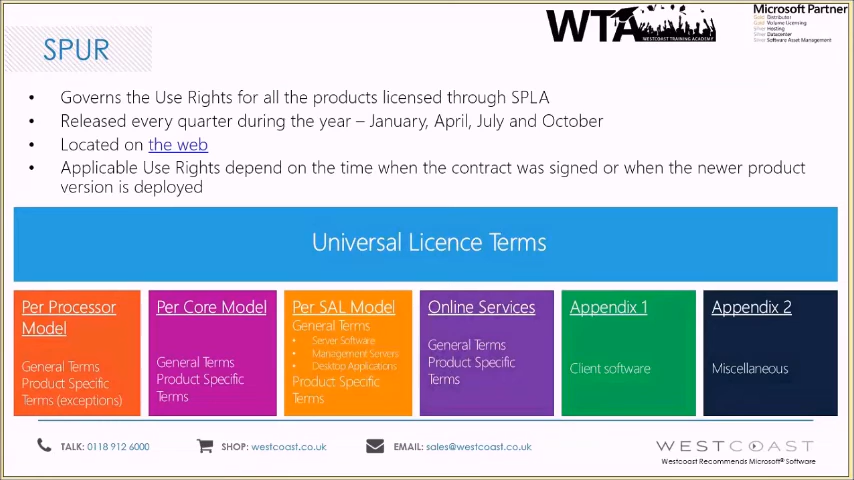 SPUR
WTA
WESTCOAST TRAINING ACADEMY
Microsoft Partner
Gold Distributor
Gold Volume Licensing
Silver Hosting
Silver Datacenter
Silver Software Asset Management
• Governs the Use Rights for all the products licensed through SPLA
• Released every quarter during the year – January, April, July and October
• Located on the web
• Applicable Use Rights depend on the time when the contract was signed or when the newer product
version is deployed
Universal Licence Terms
Per Processor
Model
General Terms
Product Specific
Terms (exceptions)
Per Core Model
General Terms
Product Specific
Terms
Per SAL Model
General Terms
• Server Software
• Management Servers
• Desktop Applications
Product Specific
Terms
Online Services
General Terms
Product Specific
Terms
Appendix 1
Client software
Appendix 2
Miscellaneous
TALK: 0118 912 6000
SHOP: westcoast.co.uk
EMAIL: sales@westcoast.co.uk
WESTCOAST
Westcoast Recommends Microsoft® Software